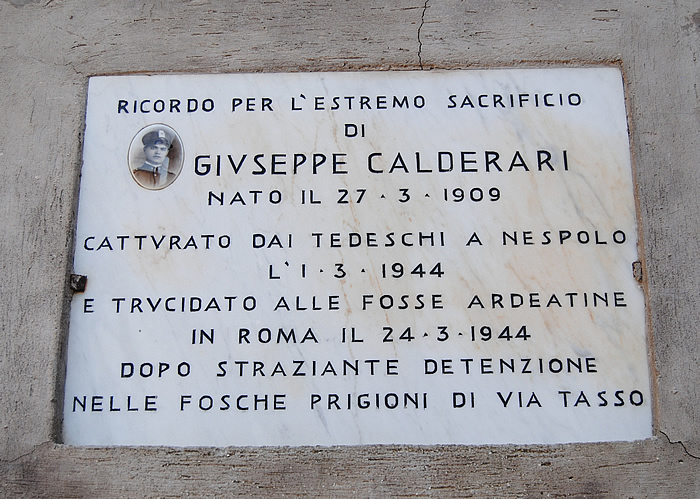 RICORDO PER L`ESTREMO SACRIFICIO
DI
GIVSEPPE CALDERARI
NATO IL 27 · 3 · 1909
CATTVRATO DAI TEDESCHI A NESPOLO
L`1 · 3 · 1944
E TRVCIDATO ALLE FOSSE ARDEATINE
IN ROMA IL 24 · 3 · 1944
DOPO STRAZIANTE DETENZIONE
NELLE FOSCHE PRIGIONI DI VIA TASSO